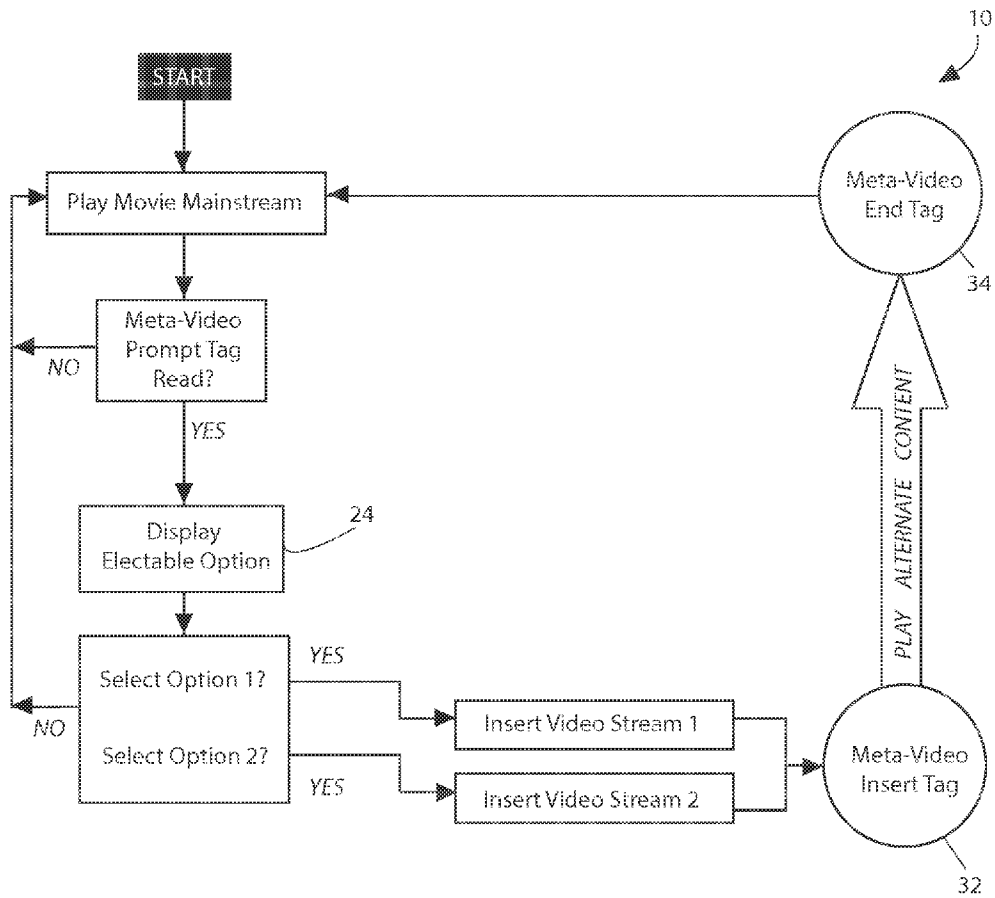 10
START
Play Movie Mainstream
Meta-Video
End Tag
34
Meta-Video
Prompt Tag
Read?
NO
YES
PLAY ALTERNATE CONTENT
24
Display
Electable Option
Select Option 1?
YES
NO
Insert Video Stream 1
Select Option 2?
YES
Insert Video Stream 2
Meta-Video
Insert Tag
32